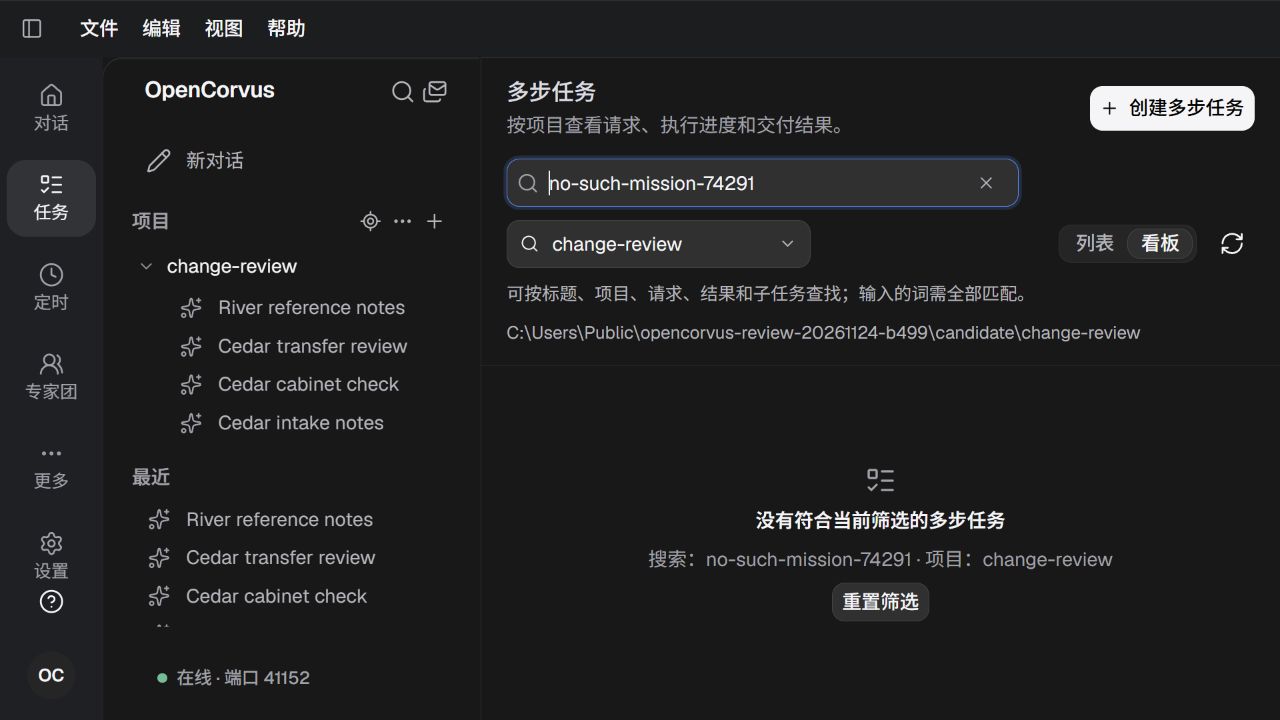 文件 编辑 视图 帮助
对话
任务
定时
专家团
更多
设置
OC
OpenCorvus
新对话
项目
change-review
River reference notes
Cedar transfer review
Cedar cabinet check
Cedar intake notes
最近
River reference notes
Cedar transfer review
Cedar cabinet check
在线 · 端口 41152
多步任务
按项目查看请求、执行进度和交付结果。
+ 创建多步任务
no-such-mission-74291
change-review
列表 看板
可按标题、项目、请求、结果和子任务查找；输入的词需全部匹配。
C:\Users\Public\opencorvus-review-20261124-b499\candidate\change-review
没有符合当前筛选的多步任务
搜索：no-such-mission-74291 · 项目：change-review
重置筛选